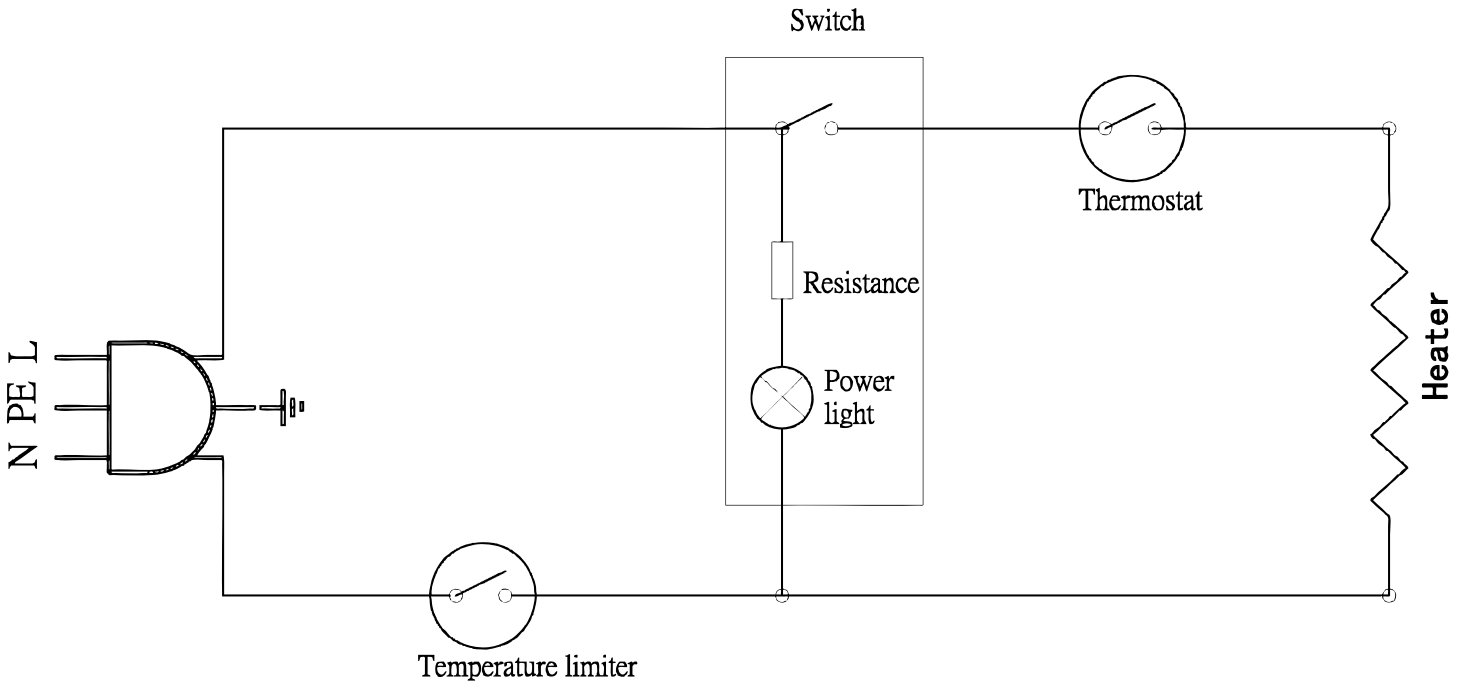 Switch
Thermostat
Resistance
Power
light
Heater
L
PE
N
Temperature limiter